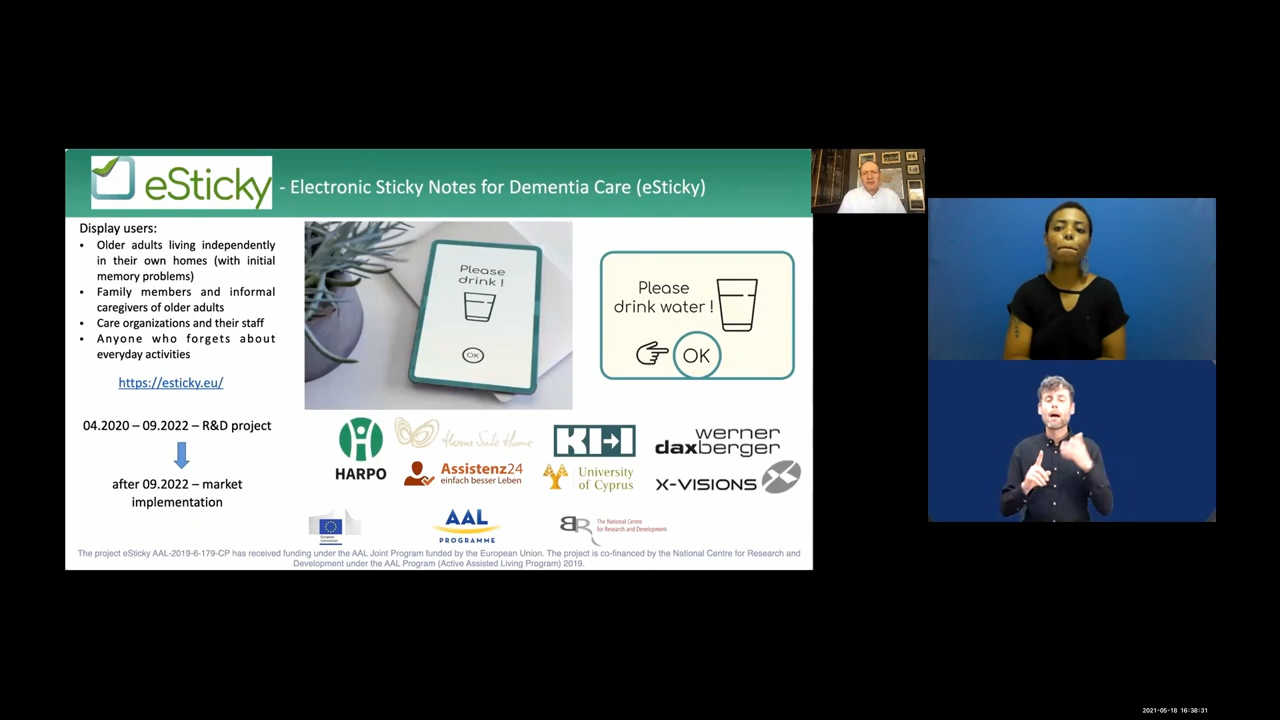 eSticky - Electronic Sticky Notes for Dementia Care (eSticky)
Display users:
• Older adults living independently
in their own homes (with initial
memory problems)
• Family members and informal
caregivers of older adults
• Care organizations and their staff
• Anyone who forgets about
everyday activities
https://esticky.eu/
04.2020 – 09.2022 – R&D project
after 09.2022 – market
implementation
Please
drink !
OK
Please
drink water !
OK
HARPO
Home Safe Home
KI-I
werner
daxberger
Assistenz24
einfach besser Leben
University
of Cyprus
X-VISIONS
European
Commission
AAL
PROGRAMME
BR
The National Centre
for Research and Development
The project eSticky AAL-2019-6-179-CP has received funding under the AAL Joint Program funded by the European Union. The project is co-financed by the National Centre for Research and
Development under the AAL Program (Active Assisted Living Program) 2019.
2021-05-18 16:38:31